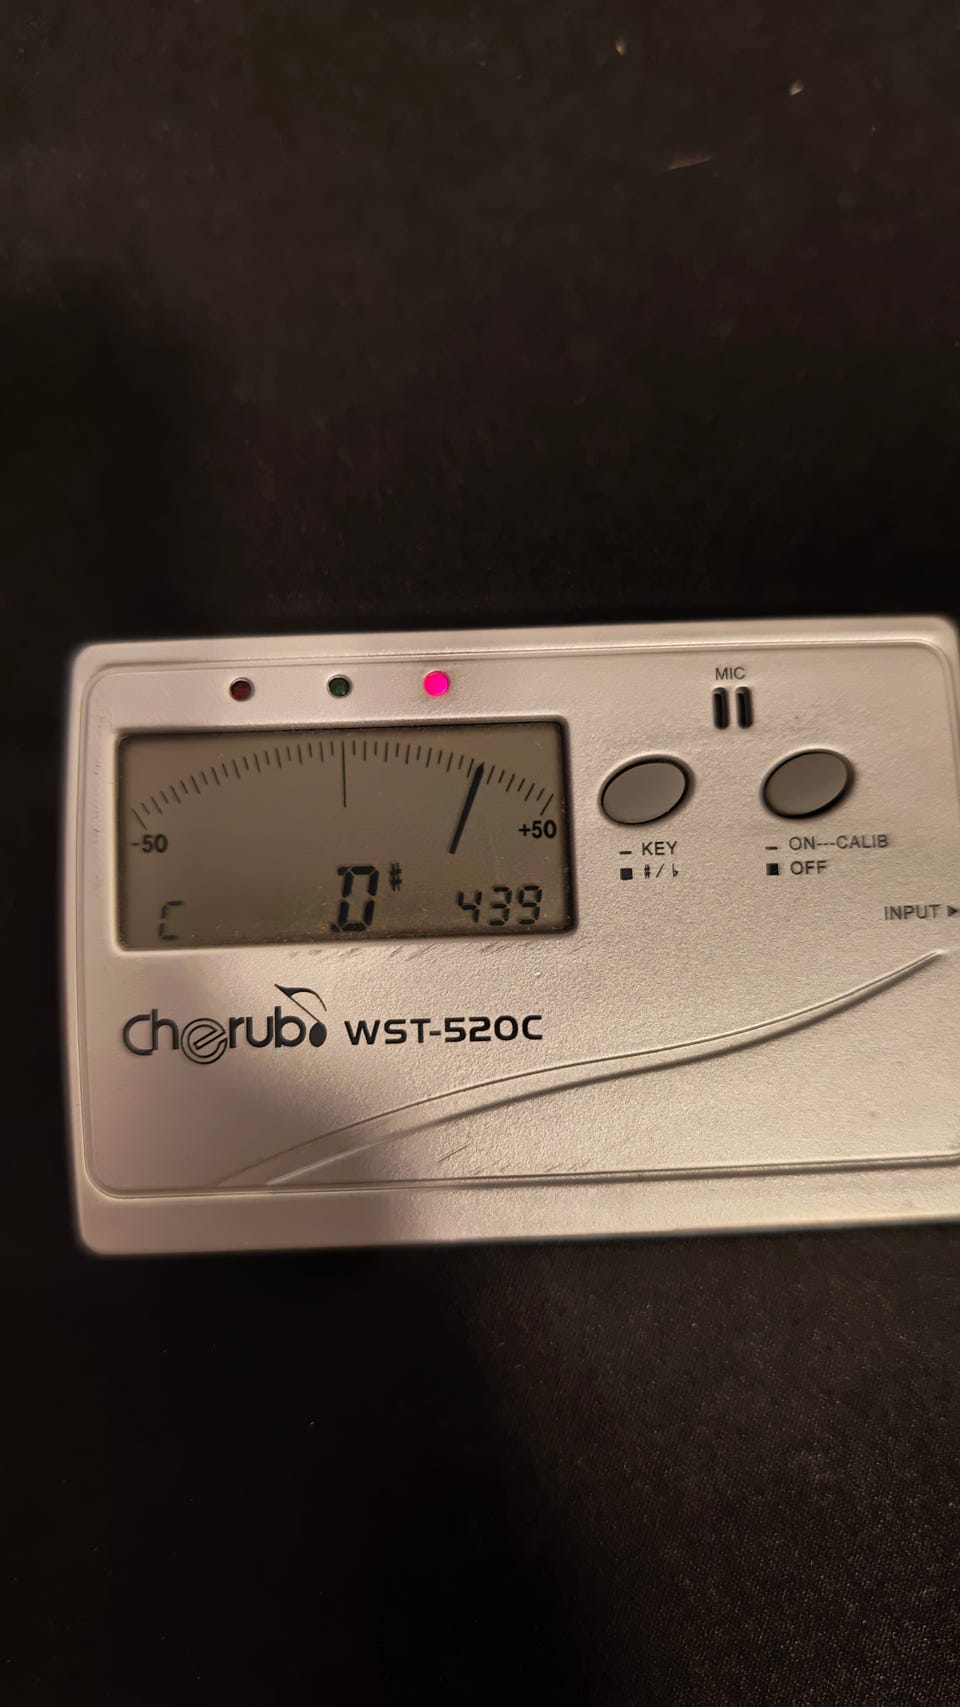 MIC
-50
+50
C
D#
439
— KEY
■ ♯/♭
— ON---CALIB
■ OFF
INPUT ▶
cherub WST-520C